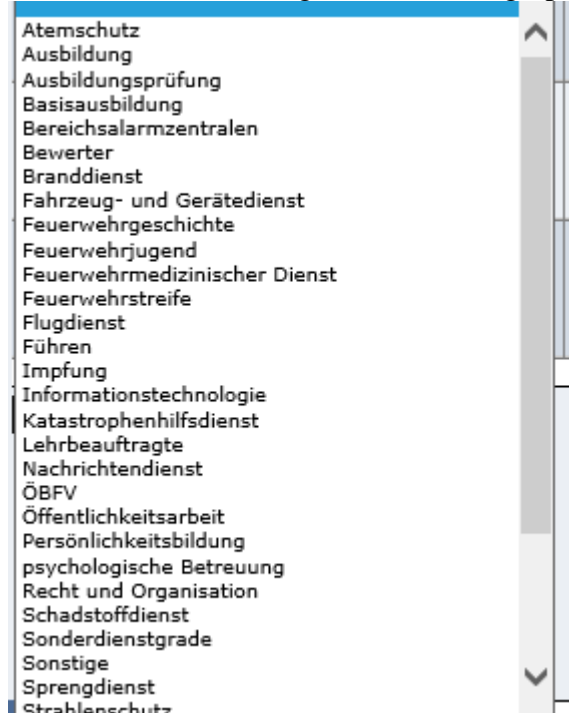 Atemschutz
Ausbildung
Ausbildungsprüfung
Basisausbildung
Bereichsalarmzentralen
Bewerter
Branddienst
Fahrzeug- und Gerätedienst
Feuerwehrgeschichte
Feuerwehrjugend
Feuerwehrmedizinischer Dienst
Feuerwehrstreife
Flugdienst
Führen
Impfung
Informationstechnologie
Katastrophenhilfsdienst
Lehrbeauftragte
Nachrichtendienst
ÖBFV
Öffentlichkeitsarbeit
Persönlichkeitsbildung
psychologische Betreuung
Recht und Organisation
Schadstoffdienst
Sonderdienstgrade
Sonstige
Sprengdienst
Strahlenschutz